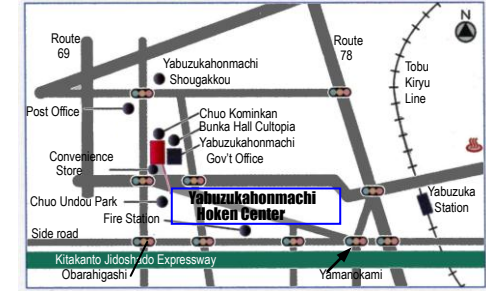 N
Route
69
Route
78
Yabuzukahonmachi
Shougakkou
Tobu
Kiryu
Line
Post Office
Chuo Kominkan
Bunka Hall Cultopia
Yabuzukahonmachi
Gov't Office
Convenience
Store
Chuo Undou Park
Yabuzukahonmachi
Hoken Center
Yabuzuka
Station
Fire Station
Side road
Kitakanto Jidoshado Expressway
Obarahigashi
Yamanokami